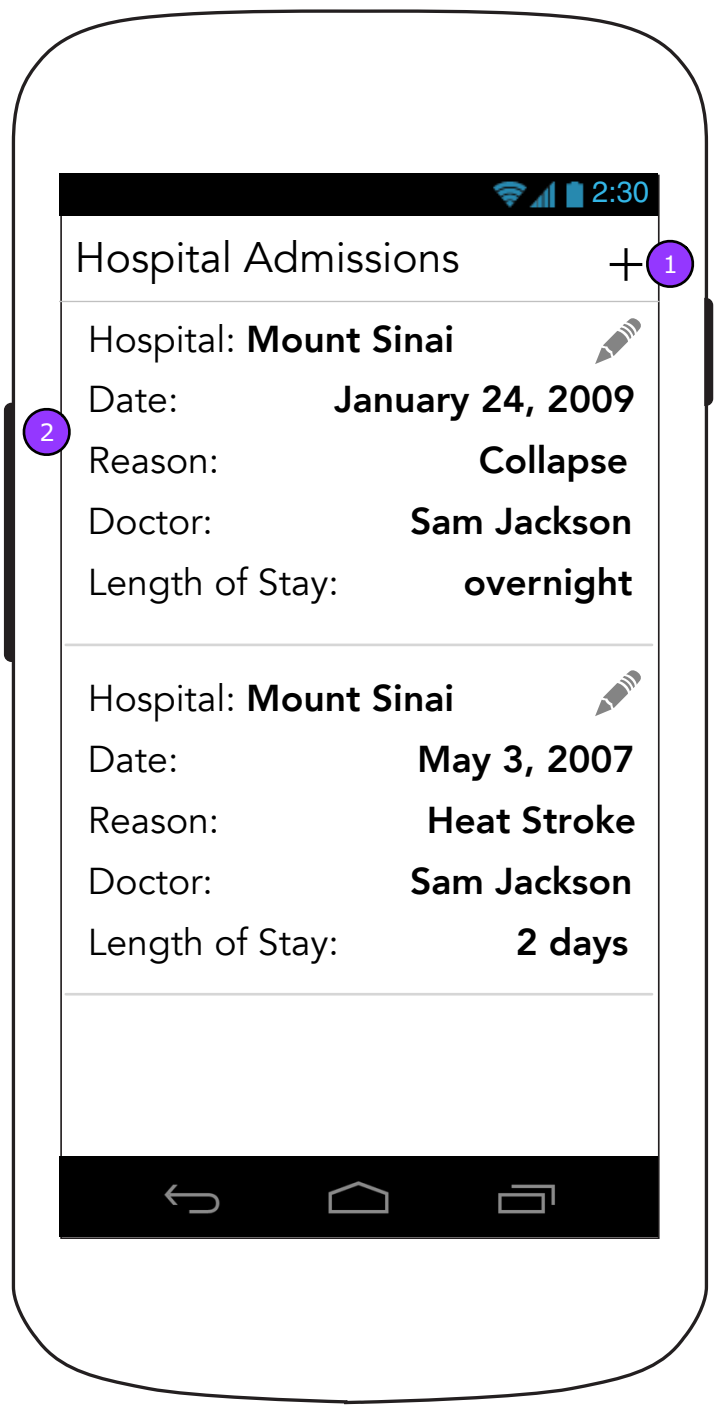 2:30
Hospital Admissions + 1
Hospital: Mount Sinai
Date: January 24, 2009
2
Reason: Collapse
Doctor: Sam Jackson
Length of Stay: overnight
Hospital: Mount Sinai
Date: May 3, 2007
Reason: Heat Stroke
Doctor: Sam Jackson
Length of Stay: 2 days